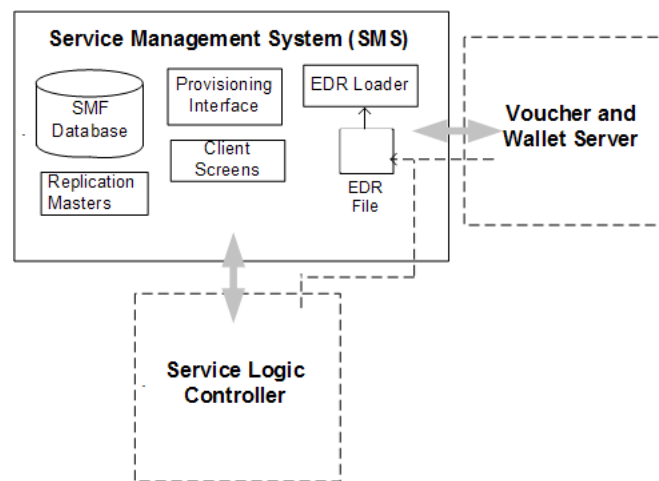 Service Management System (SMS)
SMF
Database
Provisioning
Interface
EDR Loader
Client
Screens
Replication
Masters
EDR
File
Voucher and
Wallet Server
Service Logic
Controller